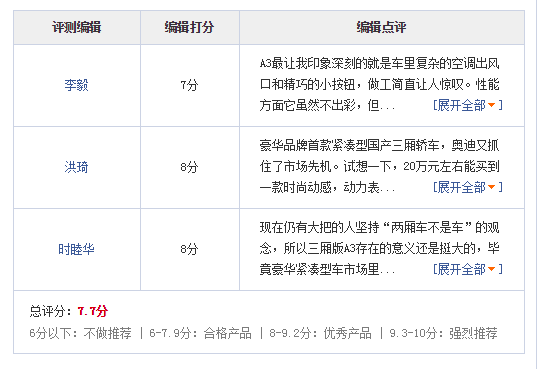 评测编辑 编辑打分 编辑点评
李毅 7分
A3最让我印象深刻的就是车里复杂的空调出风
口和精巧的小按钮，做工简直让人惊叹。性能
方面它虽然不出彩，但... [展开全部]
洪琦 8分
豪华品牌首款紧凑型国产三厢轿车，奥迪又抓
住了市场先机。试想一下，20万元左右能买到
一款时尚动感，动力表... [展开全部]
时睦华 8分
现在仍有大把的人坚持“两厢车不是车”的观
念，所以三厢版A3存在的意义还是挺大的，毕
竟豪华紧凑型车市场里... [展开全部]
总评分：7.7分
6分以下：不做推荐 | 6-7.9分：合格产品 | 8-9.2分：优秀产品 | 9.3-10分：强烈推荐